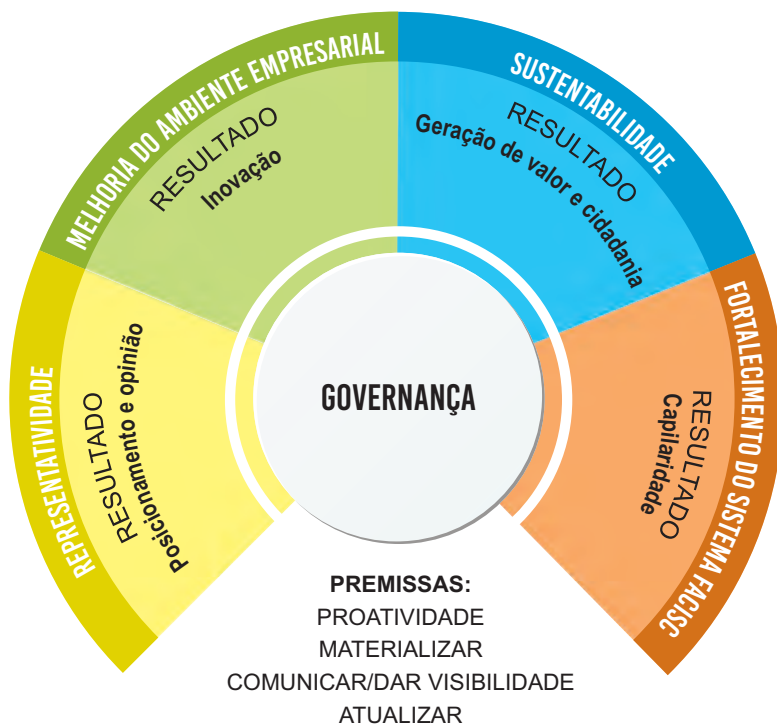 MELHORIA DO AMBIENTE EMPRESARIAL
RESULTADO
Inovação
SUSTENTABILIDADE
RESULTADO
Geração de valor e cidadania
REPRESENTATIVIDADE
RESULTADO
Posicionamento e opinião
FORTALECIMENTO DO SISTEMA FACISC
RESULTADO
Capilaridade
GOVERNANÇA
PREMISSAS:
PROATIVIDADE
MATERIALIZAR
COMUNICAR/DAR VISIBILIDADE
ATUALIZAR